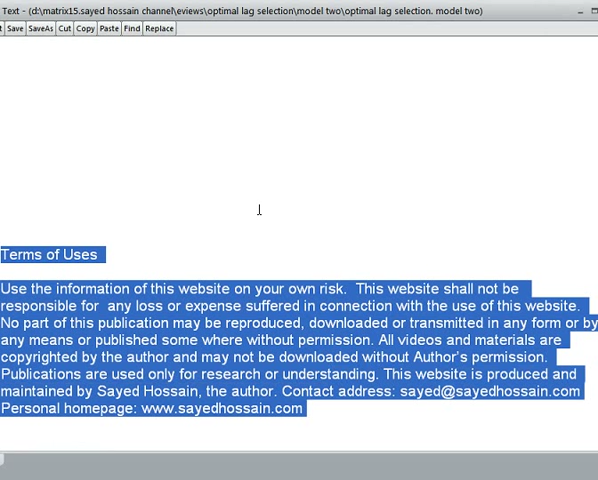 Text - (d:\matrix15.sayed hossain channel\eviews\optimal lag selection\model two\optimal lag selection. model two)
Save SaveAs Cut Copy Paste Find Replace
Terms of Uses
Use the information of this website on your own risk.  This website shall not be
responsible for  any loss or expense suffered in connection with the use of this website.
No part of this publication may be reproduced, downloaded or transmitted in any form or by
any means or published some where without permission. All videos and materials are
copyrighted by the author and may not be downloaded without Author's permission.
Publications are used only for research or understanding. This website is produced and
maintained by Sayed Hossain, the author. Contact address: sayed@sayedhossain.com
Personal homepage: www.sayedhossain.com